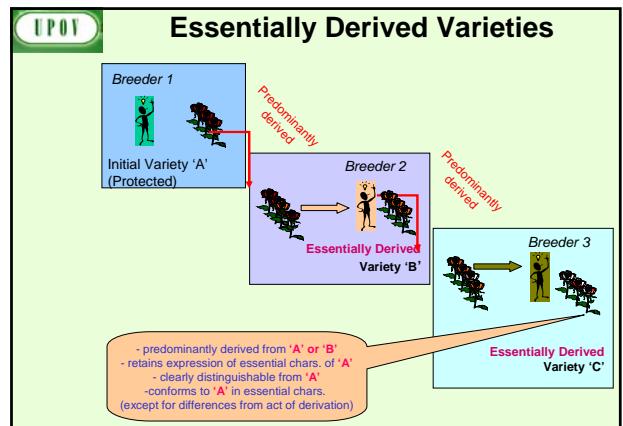 UPOV
Essentially Derived Varieties
Breeder 1
Initial Variety ‘A’
(Protected)
Predominantly
derived
Breeder 2
Essentially Derived
Variety ‘B’
Predominantly
derived
Breeder 3
Essentially Derived
Variety ‘C’
- predominantly derived from ‘A’ or ‘B’
- retains expression of essential chars. of ‘A’
- clearly distinguishable from ‘A’
-conforms to ‘A’ in essential chars.
(except for differences from act of derivation)